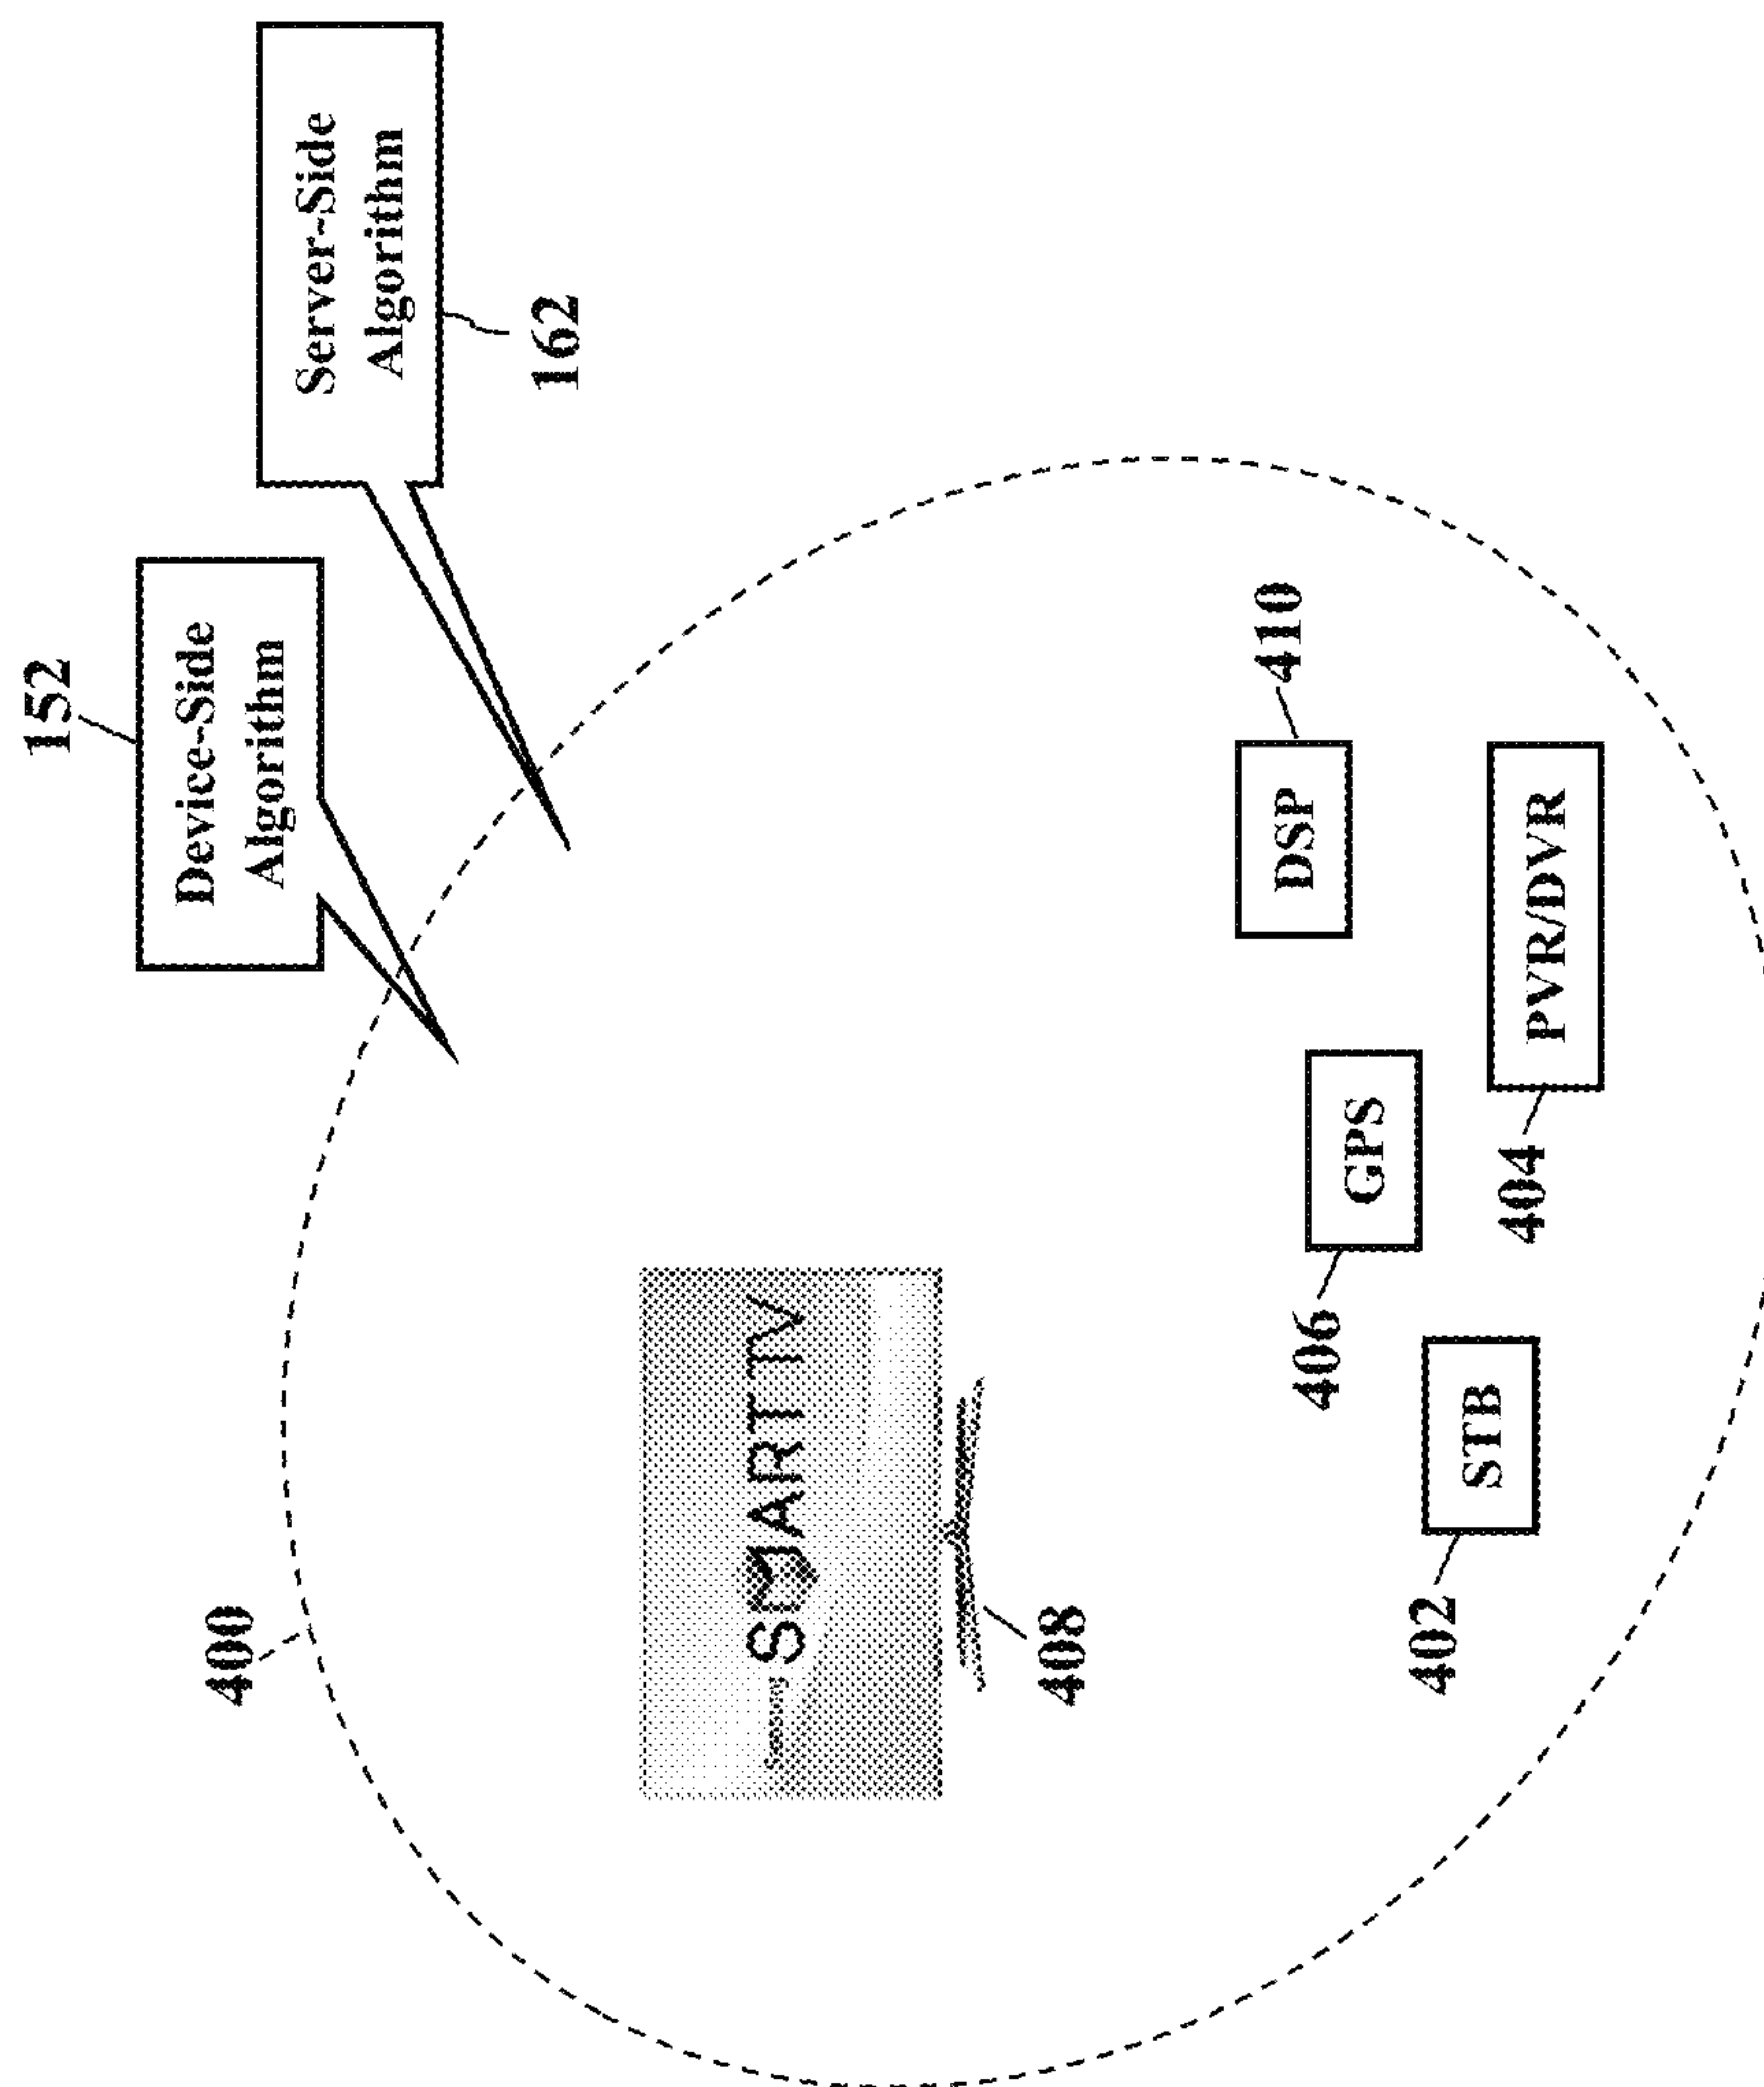 152
Device-Side
Algorithm
Server-Side
Algorithm
162
400
SMARTTV
408
DSP
410
406
GPS
PVR/DVR
404
STB
402